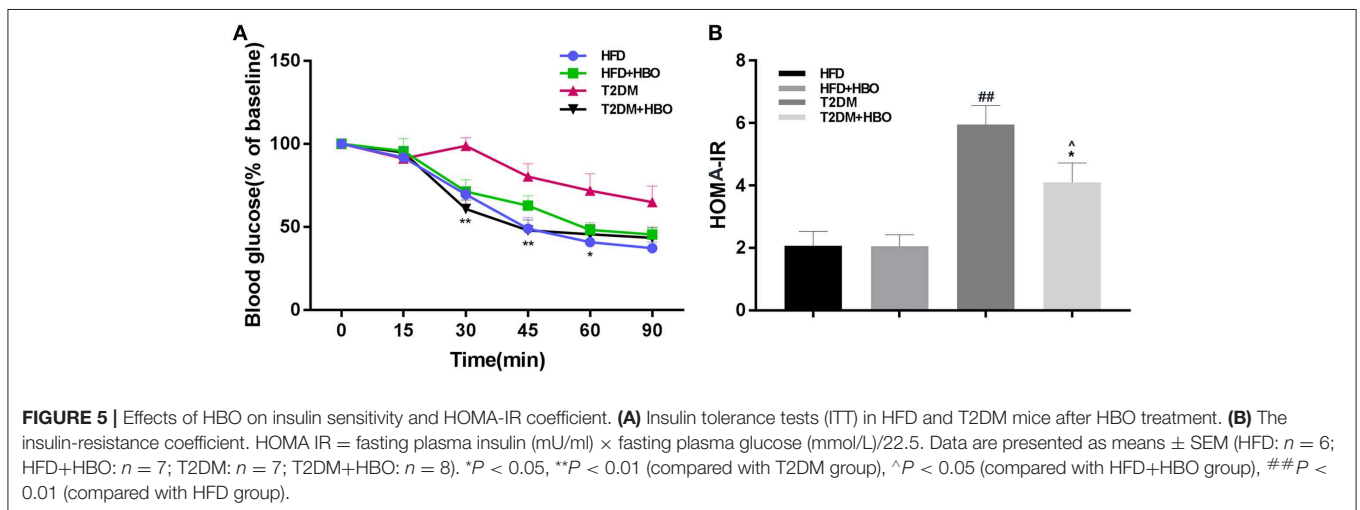 A
Blood glucose(% of baseline)
150
100
50
0
0 15 30 45 60 90
Time(min)
HFD
HFD+HBO
T2DM
T2DM+HBO
**
**
*
B
HOMA-IR
8
6
4
2
0
HFD
HFD+HBO
T2DM
T2DM+HBO
##
^
*
FIGURE 5 | Effects of HBO on insulin sensitivity and HOMA-IR coefficient. (A) Insulin tolerance tests (ITT) in HFD and T2DM mice after HBO treatment. (B) The
insulin-resistance coefficient. HOMA IR = fasting plasma insulin (mU/ml) × fasting plasma glucose (mmol/L)/22.5. Data are presented as means ± SEM (HFD: n = 6;
HFD+HBO: n = 7; T2DM: n = 7; T2DM+HBO: n = 8). *P < 0.05, **P < 0.01 (compared with T2DM group), ^P < 0.05 (compared with HFD+HBO group), ##P <
0.01 (compared with HFD group).